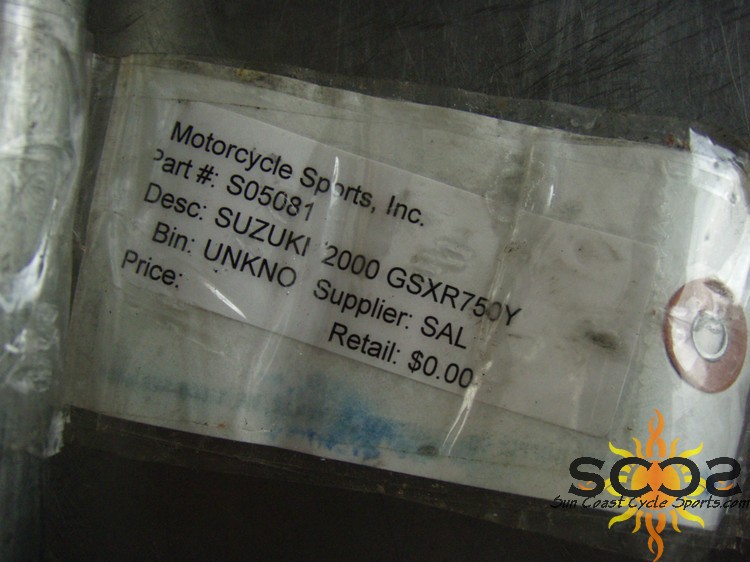 Motorcycle Sports, Inc.
Part #: S05081
Desc: SUZUKI 2000 GSXR750Y
Bin: UNKNO Supplier: SAL
Price: Retail: $0.00
SCCS
Sun Coast Cycle Sports.com